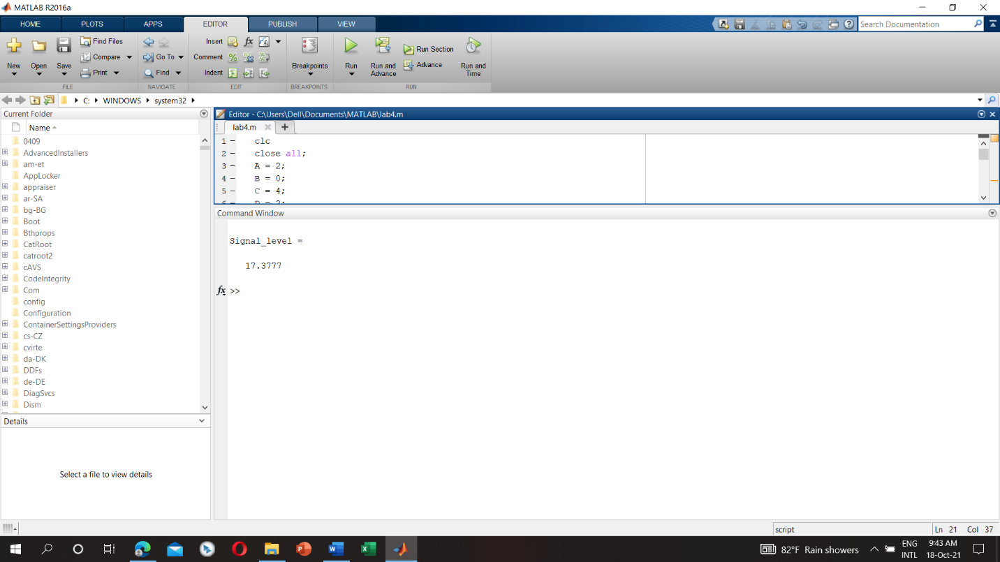 MATLAB R2016a
HOME PLOTS APPS EDITOR PUBLISH VIEW
Search Documentation
New
Open
Save
Find Files
Compare
Print
FILE
Go To
Find
NAVIGATE
Insert fx
Comment %
Indent
EDIT
Breakpoints
BREAKPOINTS
Run
Run and Advance
Run Section
Advance
Run and Time
RUN
C: WINDOWS system32
Current Folder
Name
0409
AdvancedInstallers
am-et
AppLocker
appraiser
ar-SA
bg-BG
Boot
Bthprops
CatRoot
catroot2
cAVS
CodeIntegrity
Com
config
Configuration
ContainerSettingsProviders
cs-CZ
cvirte
da-DK
DDFs
de-DE
DiagSvcs
Dism
Details
Select a file to view details
Editor - C:\Users\Dell\Documents\MATLAB\lab4.m
lab4.m
1 - clc
2 - close all;
3 - A = 2;
4 - B = 0;
5 - C = 4;
Command Window
Signal_level =
17.3777
fx >>
script
Ln 21 Col 37
82°F Rain showers
ENG
INTL
9:43 AM
18-Oct-21